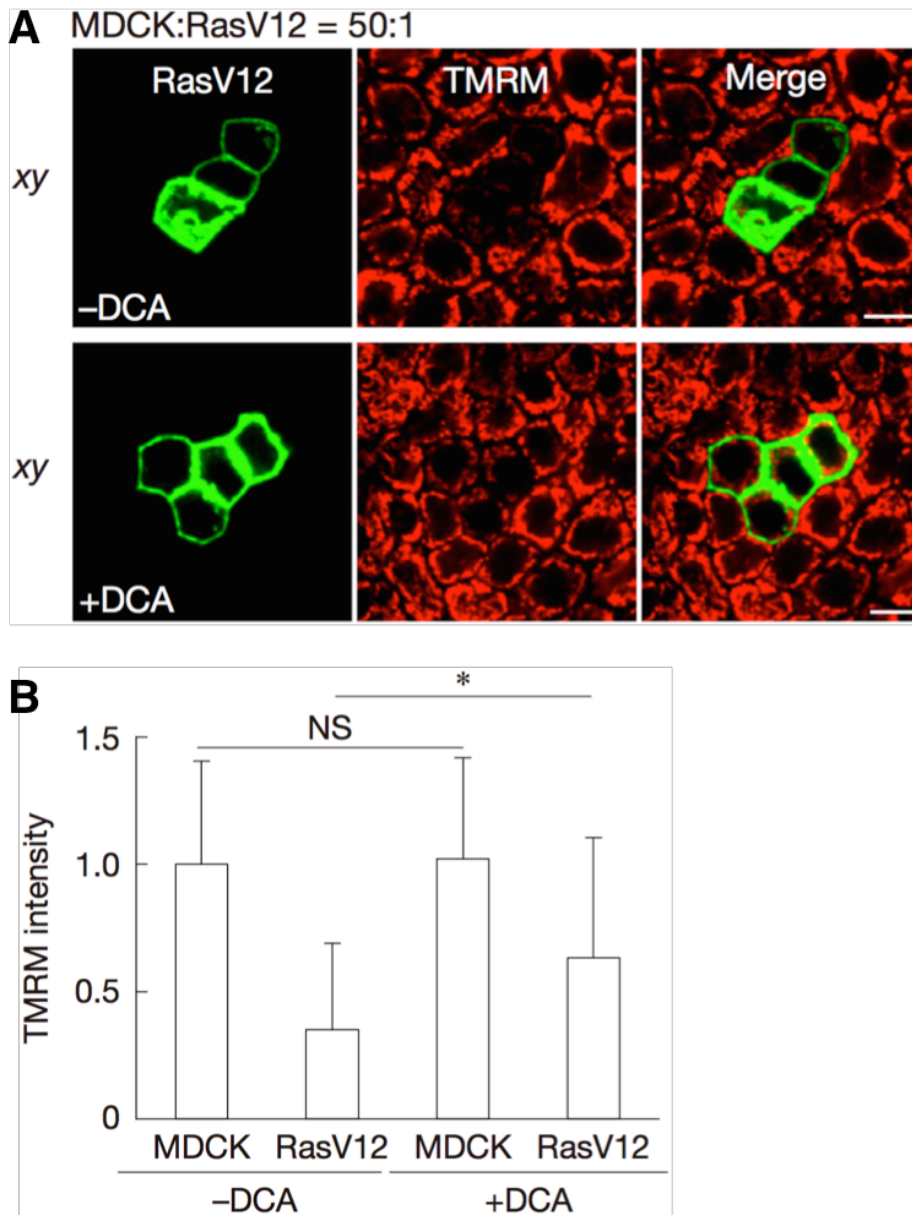 A MDCK:RasV12 = 50:1
RasV12 TMRM Merge
xy
–DCA
xy
+DCA
B
*
NS
1.5
1.0
0.5
0
TMRM intensity
MDCK RasV12 MDCK RasV12
–DCA +DCA